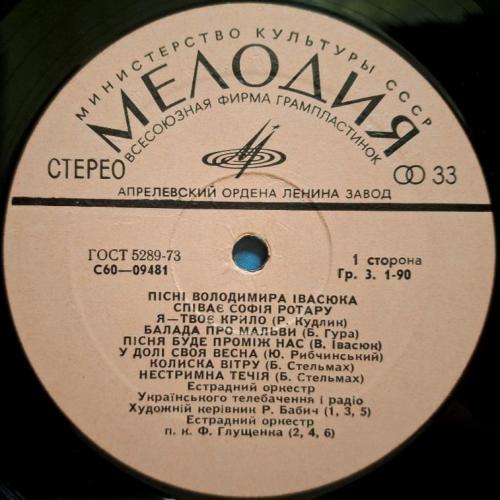 МИНИСТЕРСТВО КУЛЬТУРЫ СССР
МЕЛОДИЯ
ВСЕСОЮЗНАЯ ФИРМА ГРАМПЛАСТИНОК
СТЕРЕО
33
АПРЕЛЕВСКИЙ ОРДЕНА ЛЕНИНА ЗАВОД
ГОСТ 5289-73
С60—09481
1 сторона
Гр. 3. 1-90
ПІСНІ ВОЛОДИМИРА ІВАСЮКА
СПІВАЄ СОФІЯ РОТАРУ
Я—ТВОЄ КРИЛО (Р. Кудлик)
БАЛАДА ПРО МАЛЬВИ (Б. Гура)
ПІСНЯ БУДЕ ПРОМІЖ НАС (В. Івасюк)
У ДОЛІ СВОЯ ВЕСНА (Ю. Рибчинський)
КОЛИСКА ВІТРУ (Б. Стельмах)
НЕСТРИМНА ТЕЧІЯ (Б. Стельмах)
Естрадний оркестр
Українського телебачення і радіо
Художній керівник Р. Бабич (1, 3, 5)
Естрадний оркестр
п. к. Ф. Глущенка (2, 4, 6)